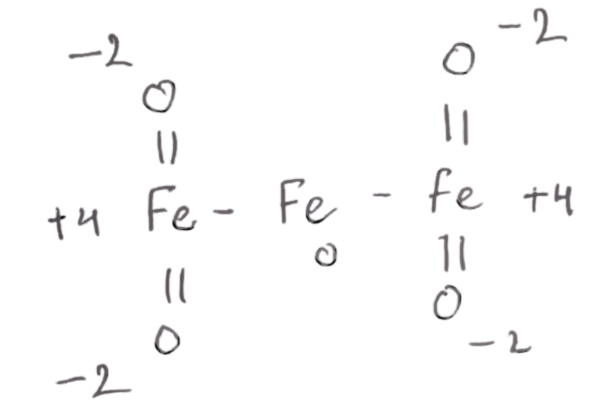 -2 O O -2
|| ||
+4 Fe - Fe - Fe +4
0
|| ||
O O
-2 -2